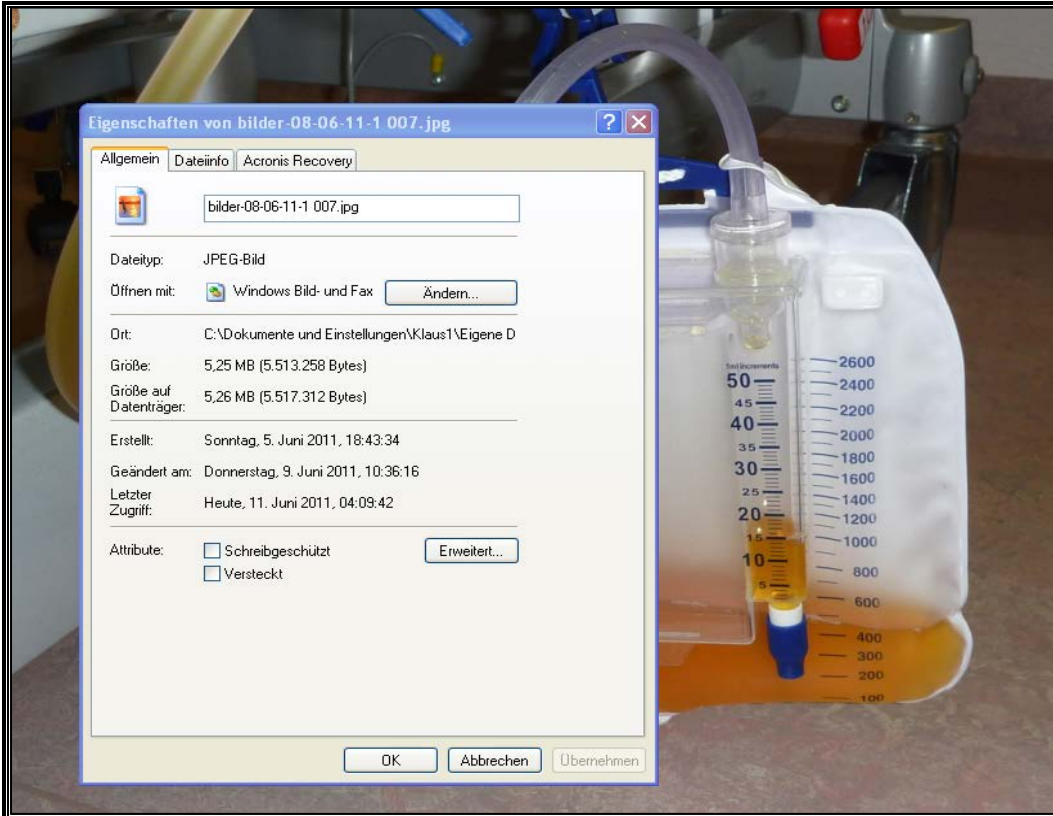 Eigenschaften von bilder-08-06-11-1 007.jpg
Allgemein Dateiinfo Acronis Recovery
bilder-08-06-11-1 007.jpg
Dateityp: JPEG-Bild
Öffnen mit: Windows Bild- und Fax Ändern...
Ort: C:\Dokumente und Einstellungen\Klaus1\Eigene D
Größe: 5,25 MB (5.513.258 Bytes)
Größe auf
Datenträger: 5,26 MB (5.517.312 Bytes)
Erstellt: Sonntag, 5. Juni 2011, 18:43:34
Geändert am: Donnerstag, 9. Juni 2011, 10:36:16
Letzter
Zugriff: Heute, 11. Juni 2011, 04:09:42
Attribute: Schreibgeschützt Erweitert...
Versteckt
OK Abbrechen Übernehmen
increments
50
45
40
35
30
25
20
15
10
5
2600
2400
2200
2000
1800
1600
1400
1200
1000
800
600
400
300
200
100